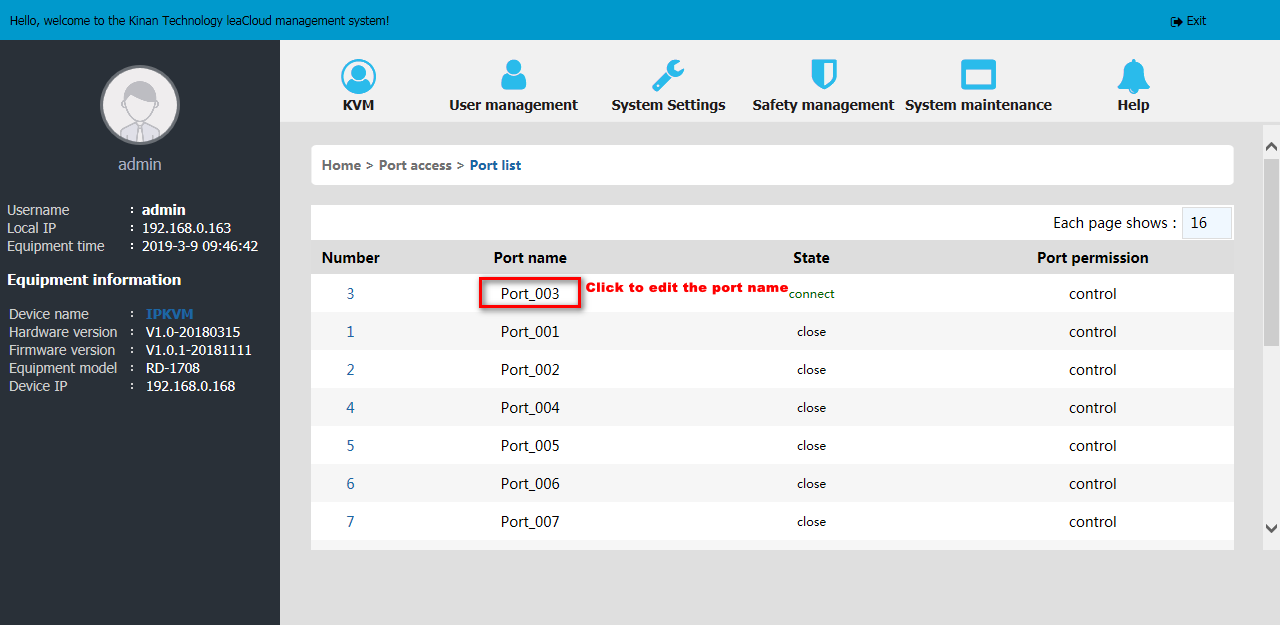 Hello, welcome to the Kinan Technology leaCloud management system!
Exit
KVM
User management
System Settings
Safety management
System maintenance
Help
admin
Username : admin
Local IP : 192.168.0.163
Equipment time : 2019-3-9 09:46:42
Equipment information
Device name : IPKVM
Hardware version : V1.0-20180315
Firmware version : V1.0.1-20181111
Equipment model : RD-1708
Device IP : 192.168.0.168
Home > Port access > Port list
Each page shows : 16
Number Port name State Port permission
3 Port_003 Click to edit the port name connect control
1 Port_001 close control
2 Port_002 close control
4 Port_004 close control
5 Port_005 close control
6 Port_006 close control
7 Port_007 close control